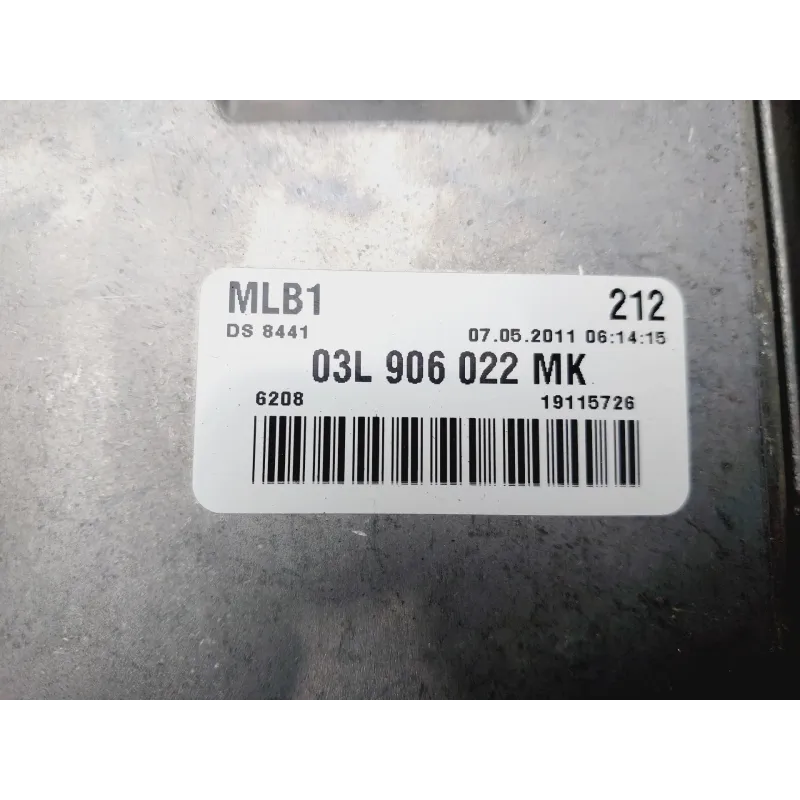 MLB1 212
DS 8441 07.05.2011 06:14:15
03L 906 022 MK
6208 19115726